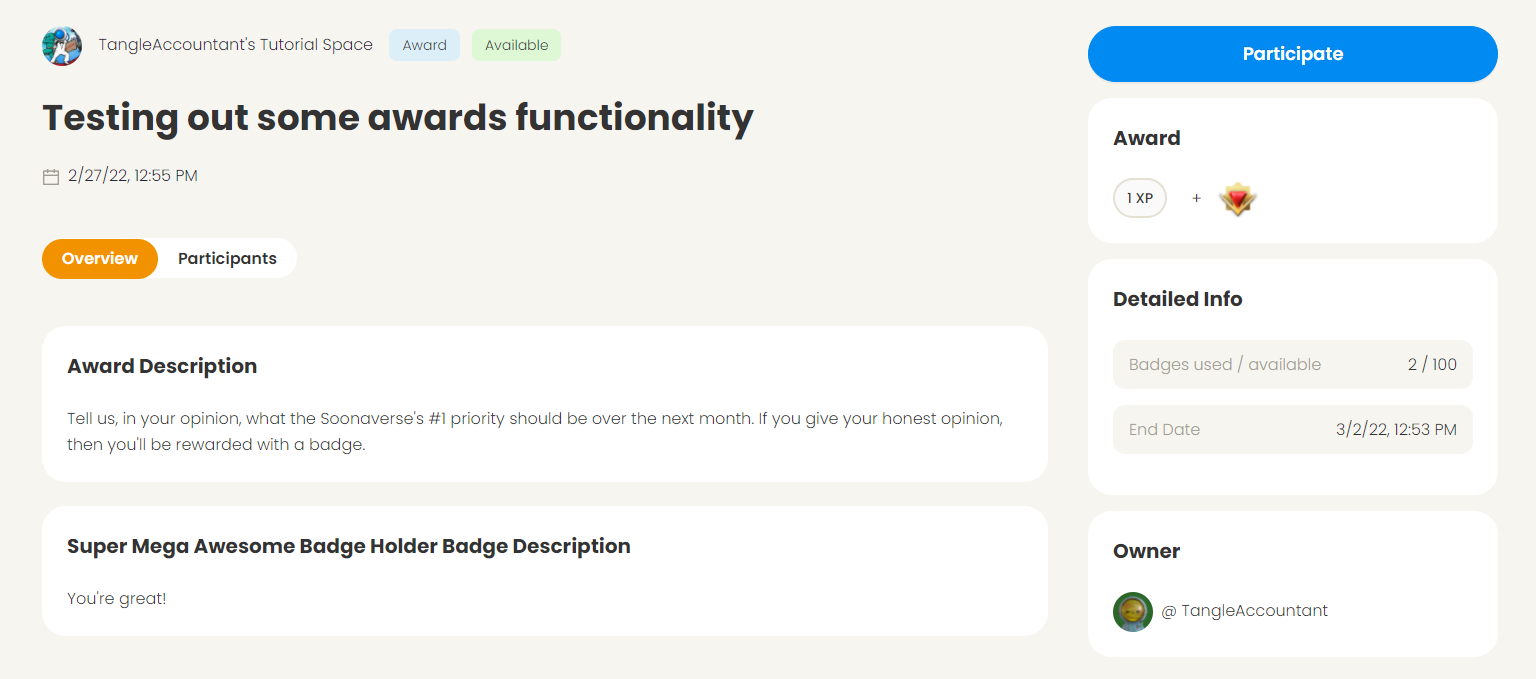 TangleAccountant's Tutorial Space Award Available
Testing out some awards functionality
2/27/22, 12:55 PM
Overview Participants
Award Description
Tell us, in your opinion, what the Soonaverse's #1 priority should be over the next month. If you give your honest opinion,
then you'll be rewarded with a badge.
Super Mega Awesome Badge Holder Badge Description
You're great!
Participate
Award
1 XP +
Detailed Info
Badges used / available 2 / 100
End Date 3/2/22, 12:53 PM
Owner
@ TangleAccountant